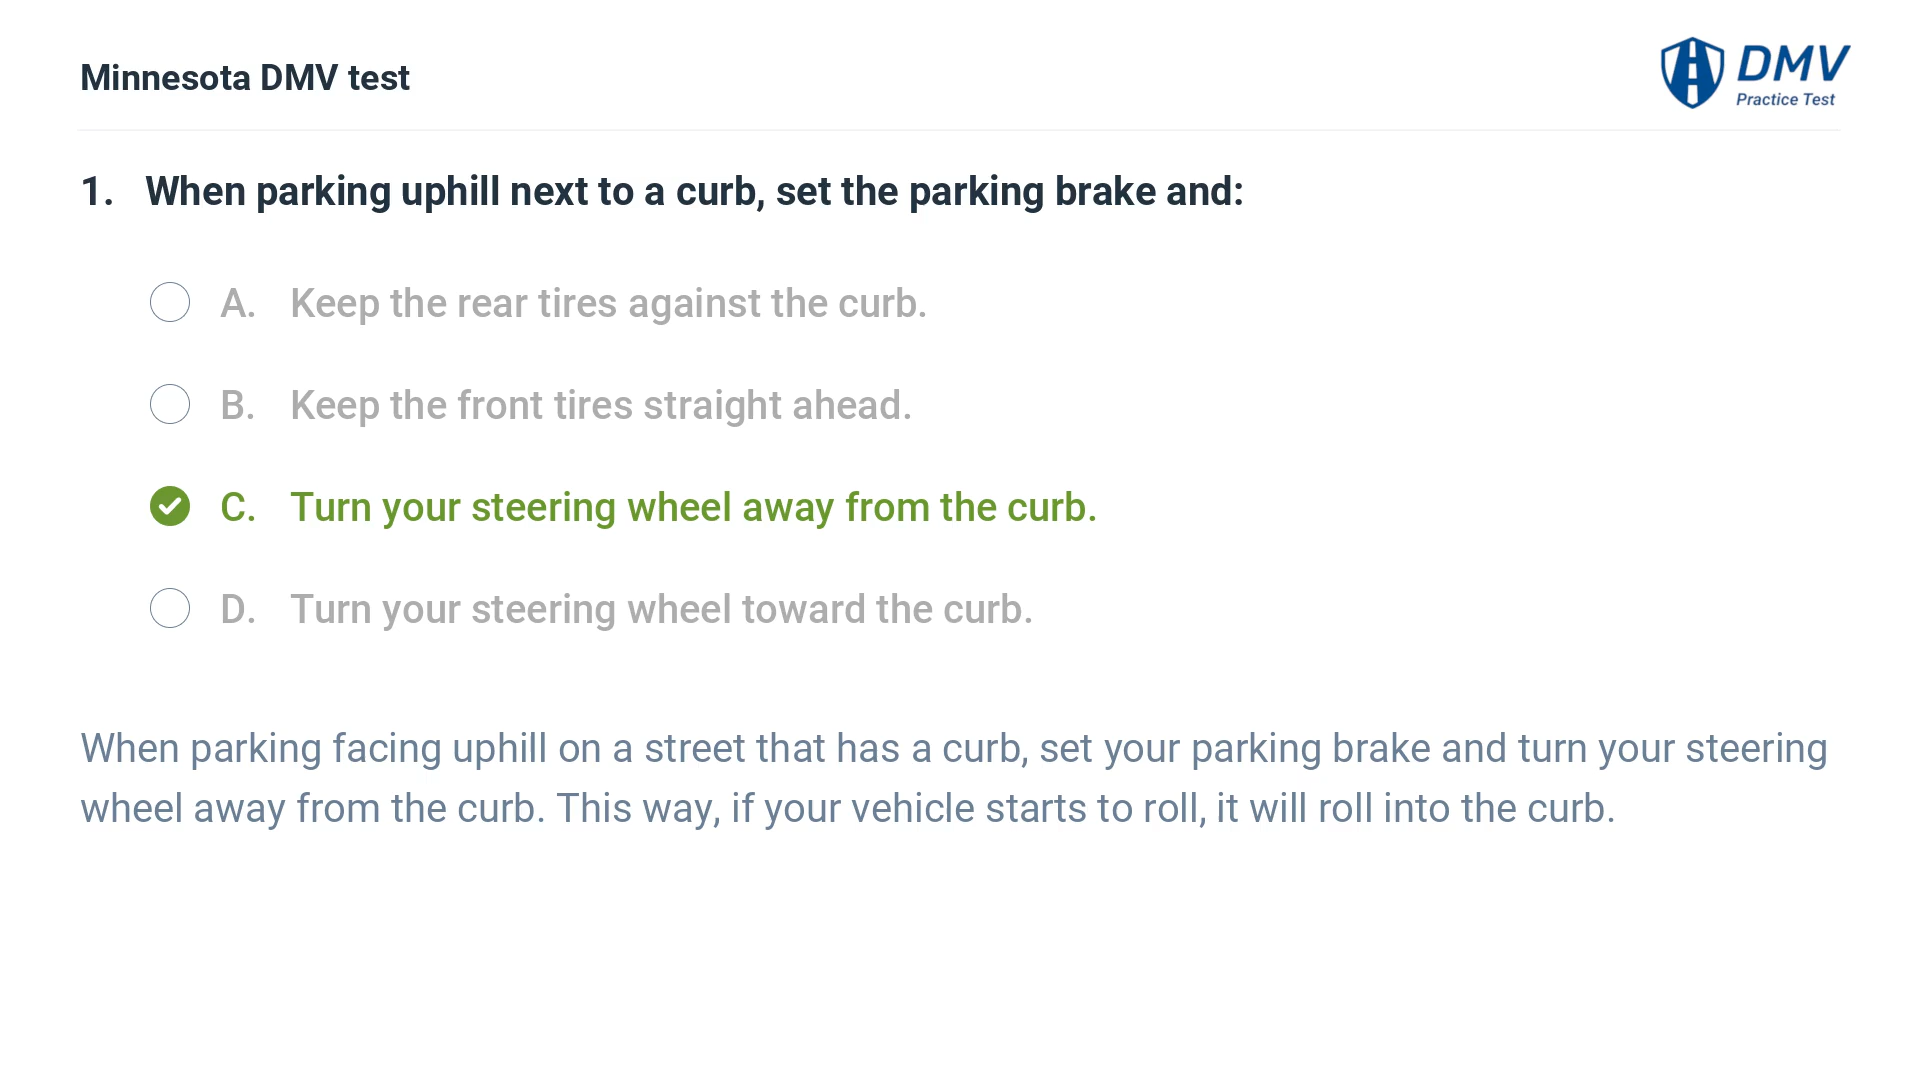 Minnesota DMV test
DMV
Practice Test
1. When parking uphill next to a curb, set the parking brake and:
A. Keep the rear tires against the curb.
B. Keep the front tires straight ahead.
C. Turn your steering wheel away from the curb.
D. Turn your steering wheel toward the curb.
When parking facing uphill on a street that has a curb, set your parking brake and turn your steering
wheel away from the curb. This way, if your vehicle starts to roll, it will roll into the curb.